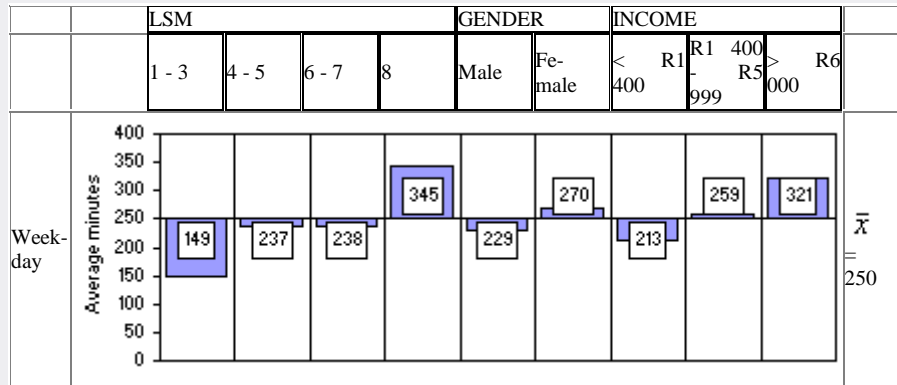 LSM GENDER INCOME
1 - 3 4 - 5 6 - 7 8 Male Fe-
male < R1
400 R1 400
- R5
999 > R6
000
Week-
day
Average minutes
400
350
300
250
200
150
100
50
0
149 237 238 345 229 270 213 259 321
x̄
=
250